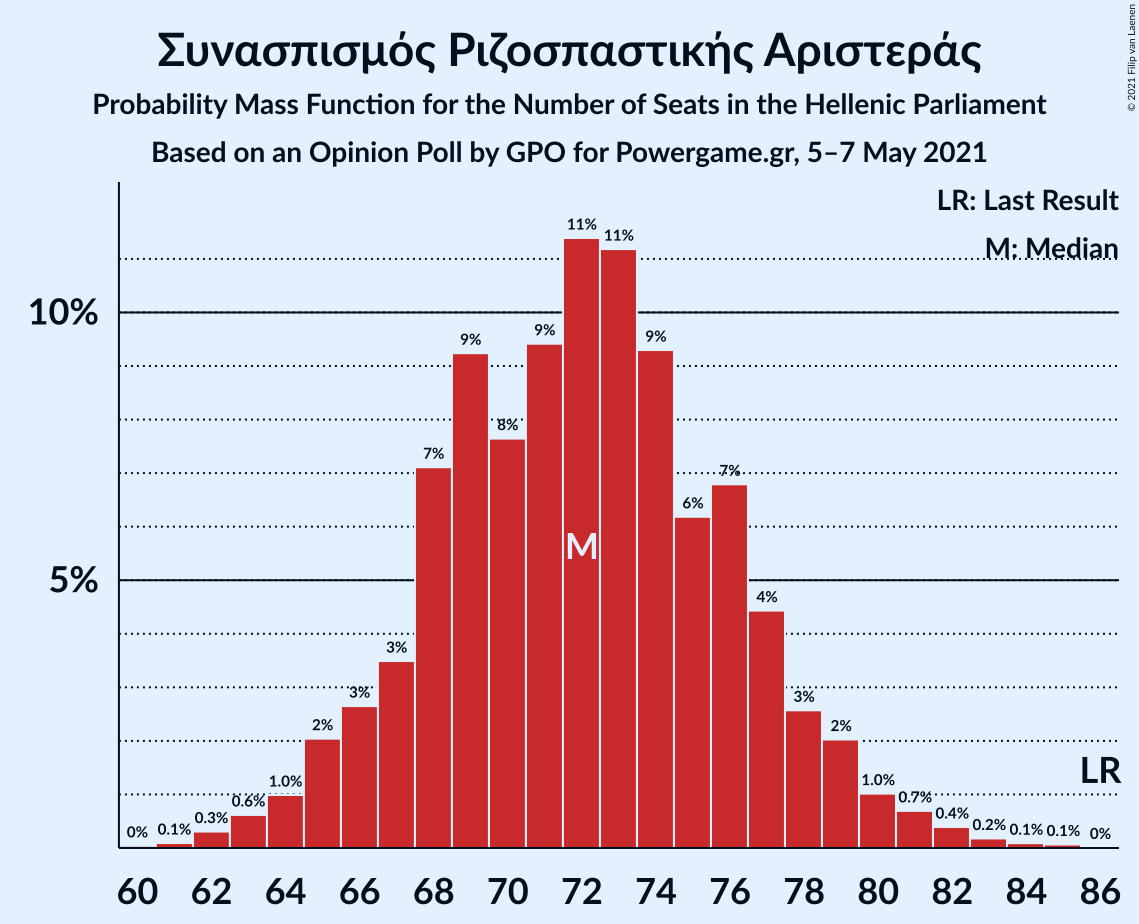 Συνασπισμός Ριζοσπαστικής Αριστεράς
Probability Mass Function for the Number of Seats in the Hellenic Parliament
Based on an Opinion Poll by GPO for Powergame.gr, 5–7 May 2021
© 2021 Filip van Laenen
LR: Last Result
M: Median
10%
5%
0% 0.1% 0.3% 0.6% 1.0% 2% 3% 3% 7% 9% 8% 9% 11% 11% 9% 6% 7% 4% 3% 2% 1.0% 0.7% 0.4% 0.2% 0.1% 0.1% 0%
M
LR
60 62 64 66 68 70 72 74 76 78 80 82 84 86